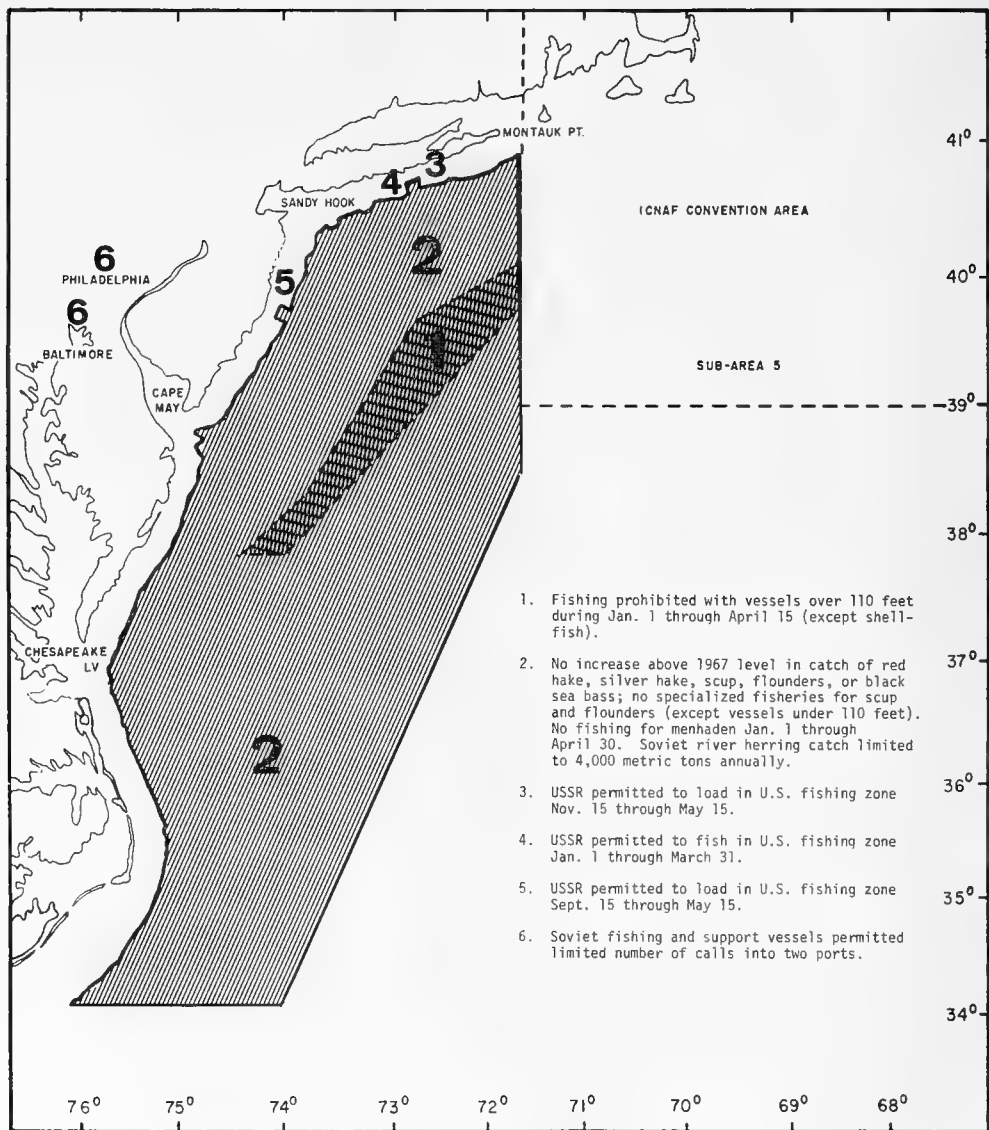 MONTAUK PT.
41°
3
4
SANDY HOOK
ICNAF CONVENTION AREA
6
PHILADELPHIA
2
5
40°
6
BALTIMORE
1
SUB-AREA 5
CAPE
MAY
39°
38°
1. Fishing prohibited with vessels over 110 feet
during Jan. 1 through April 15 (except shell-
fish).
CHESAPEAKE
LV
37°
2. No increase above 1967 level in catch of red
hake, silver hake, scup, flounders, or black
sea bass; no specialized fisheries for scup
and flounders (except vessels under 110 feet).
No fishing for menhaden Jan. 1 through
April 30. Soviet river herring catch limited
to 4,000 metric tons annually.
2
36°
3. USSR permitted to load in U.S. fishing zone
Nov. 15 through May 15.
4. USSR permitted to fish in U.S. fishing zone
Jan. 1 through March 31.
5. USSR permitted to load in U.S. fishing zone
Sept. 15 through May 15.
35°
6. Soviet fishing and support vessels permitted
limited number of calls into two ports.
34°
76° 75° 74° 73° 72° 71° 70° 69° 68°